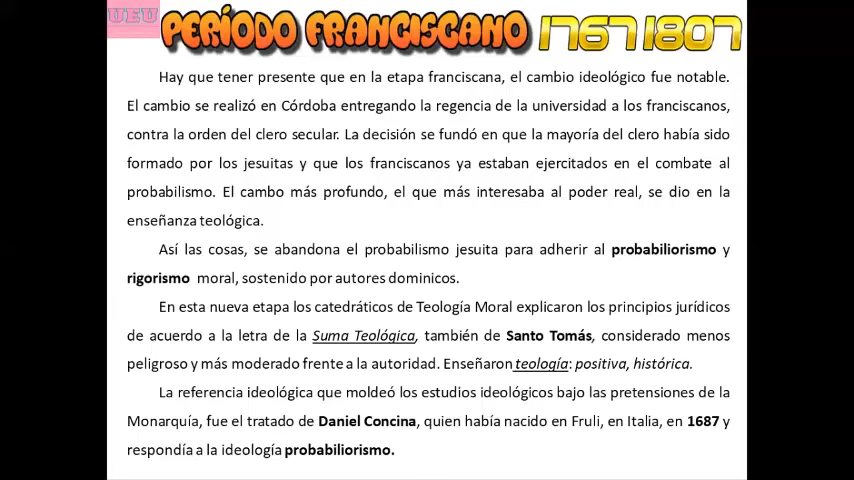 UEU
PERÍODO FRANCISCANO 1767 1807
Hay que tener presente que en la etapa franciscana, el cambio ideológico fue notable.
El cambio se realizó en Córdoba entregando la regencia de la universidad a los franciscanos,
contra la orden del clero secular. La decisión se fundó en que la mayoría del clero había sido
formado por los jesuitas y que los franciscanos ya estaban ejercitados en el combate al
probabilismo. El cambo más profundo, el que más interesaba al poder real, se dio en la
enseñanza teológica.
Así las cosas, se abandona el probabilismo jesuita para adherir al probabiliorismo y
rigorismo moral, sostenido por autores dominicos.
En esta nueva etapa los catedráticos de Teología Moral explicaron los principios jurídicos
de acuerdo a la letra de la Suma Teológica, también de Santo Tomás, considerado menos
peligroso y más moderado frente a la autoridad. Enseñaron teología: positiva, histórica.
La referencia ideológica que moldeó los estudios ideológicos bajo las pretensiones de la
Monarquía, fue el tratado de Daniel Concina, quien había nacido en Fruli, en Italia, en 1687 y
respondía a la ideología probabiliorismo.